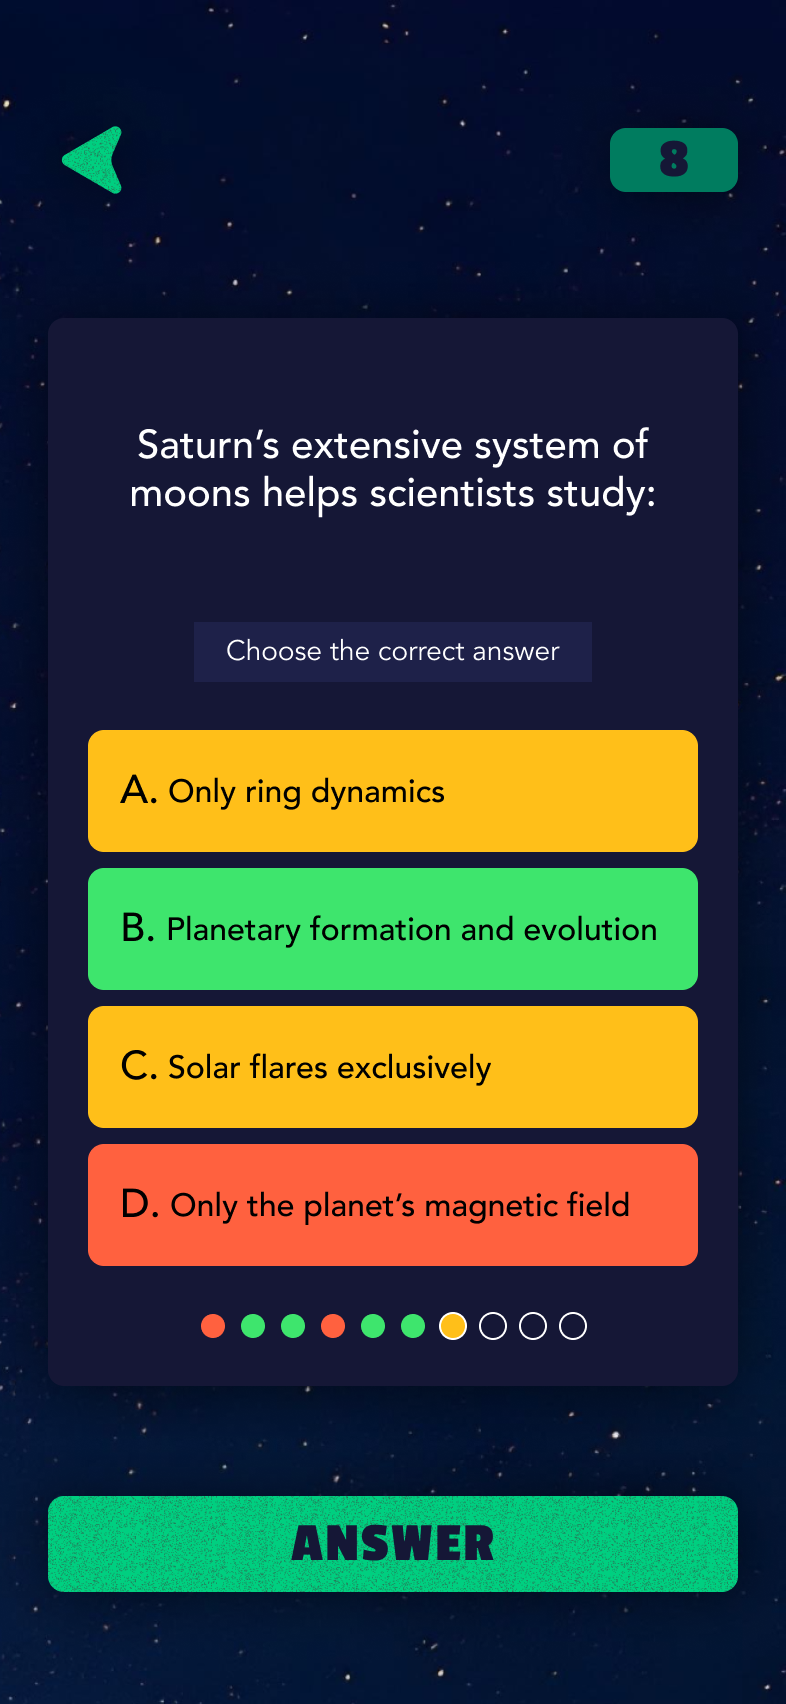 8
Saturn’s extensive system of
moons helps scientists study:
Choose the correct answer
A. Only ring dynamics
B. Planetary formation and evolution
C. Solar flares exclusively
D. Only the planet’s magnetic field
ANSWER